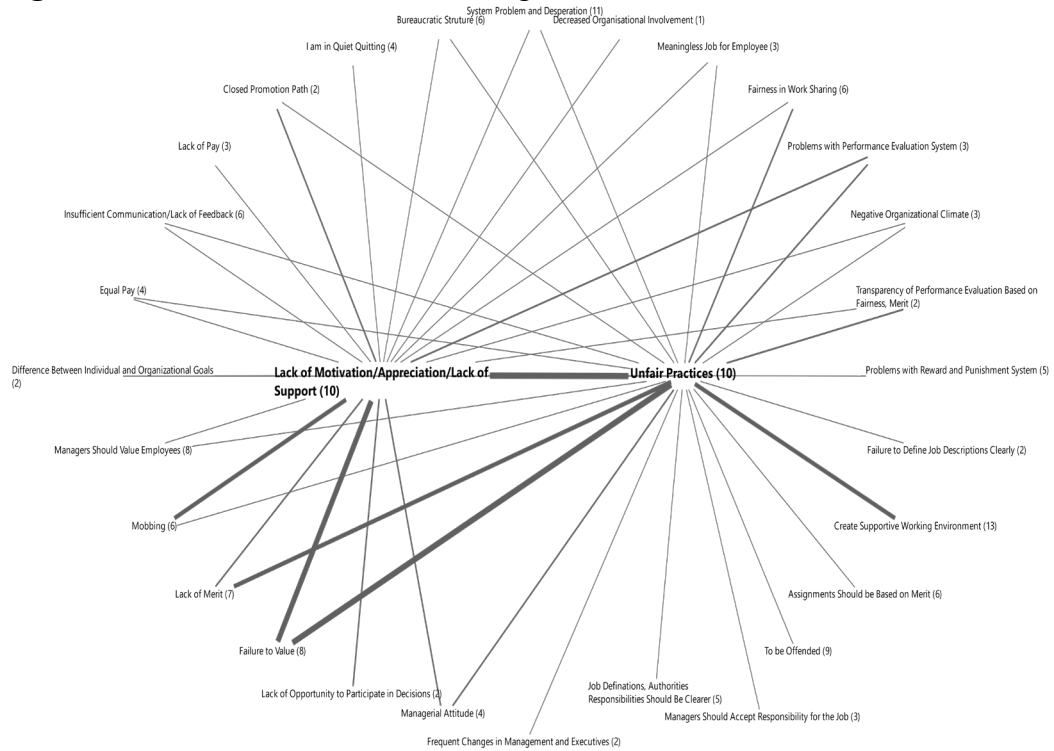 System Problem and Desperation (11)
Bureaucratic Struture (6)
Decreased Organisational Involvement (1)
I am in Quiet Quitting (4)
Meaningless Job for Employee (3)
Closed Promotion Path (2)
Fairness in Work Sharing (6)
Lack of Pay (3)
Problems with Performance Evaluation System (3)
Insufficient Communication/Lack of Feedback (6)
Negative Organizational Climate (3)
Equal Pay (4)
Transparency of Performance Evaluation Based on
Fairness, Merit (2)
Difference Between Individual and Organizational Goals
(2)
Lack of Motivation/Appreciation/Lack of
Support (10)
Unfair Practices (10)
Problems with Reward and Punishment System (5)
Managers Should Value Employees (8)
Failure to Define Job Descriptions Clearly (2)
Mobbing (6)
Create Supportive Working Environment (13)
Lack of Merit (7)
Assignments Should be Based on Merit (6)
Failure to Value (8)
To be Offended (9)
Lack of Opportunity to Participate in Decisions (2)
Job Definations, Authorities
Responsibilities Should Be Clearer (5)
Managerial Attitude (4)
Managers Should Accept Responsibility for the Job (3)
Frequent Changes in Management and Executives (2)